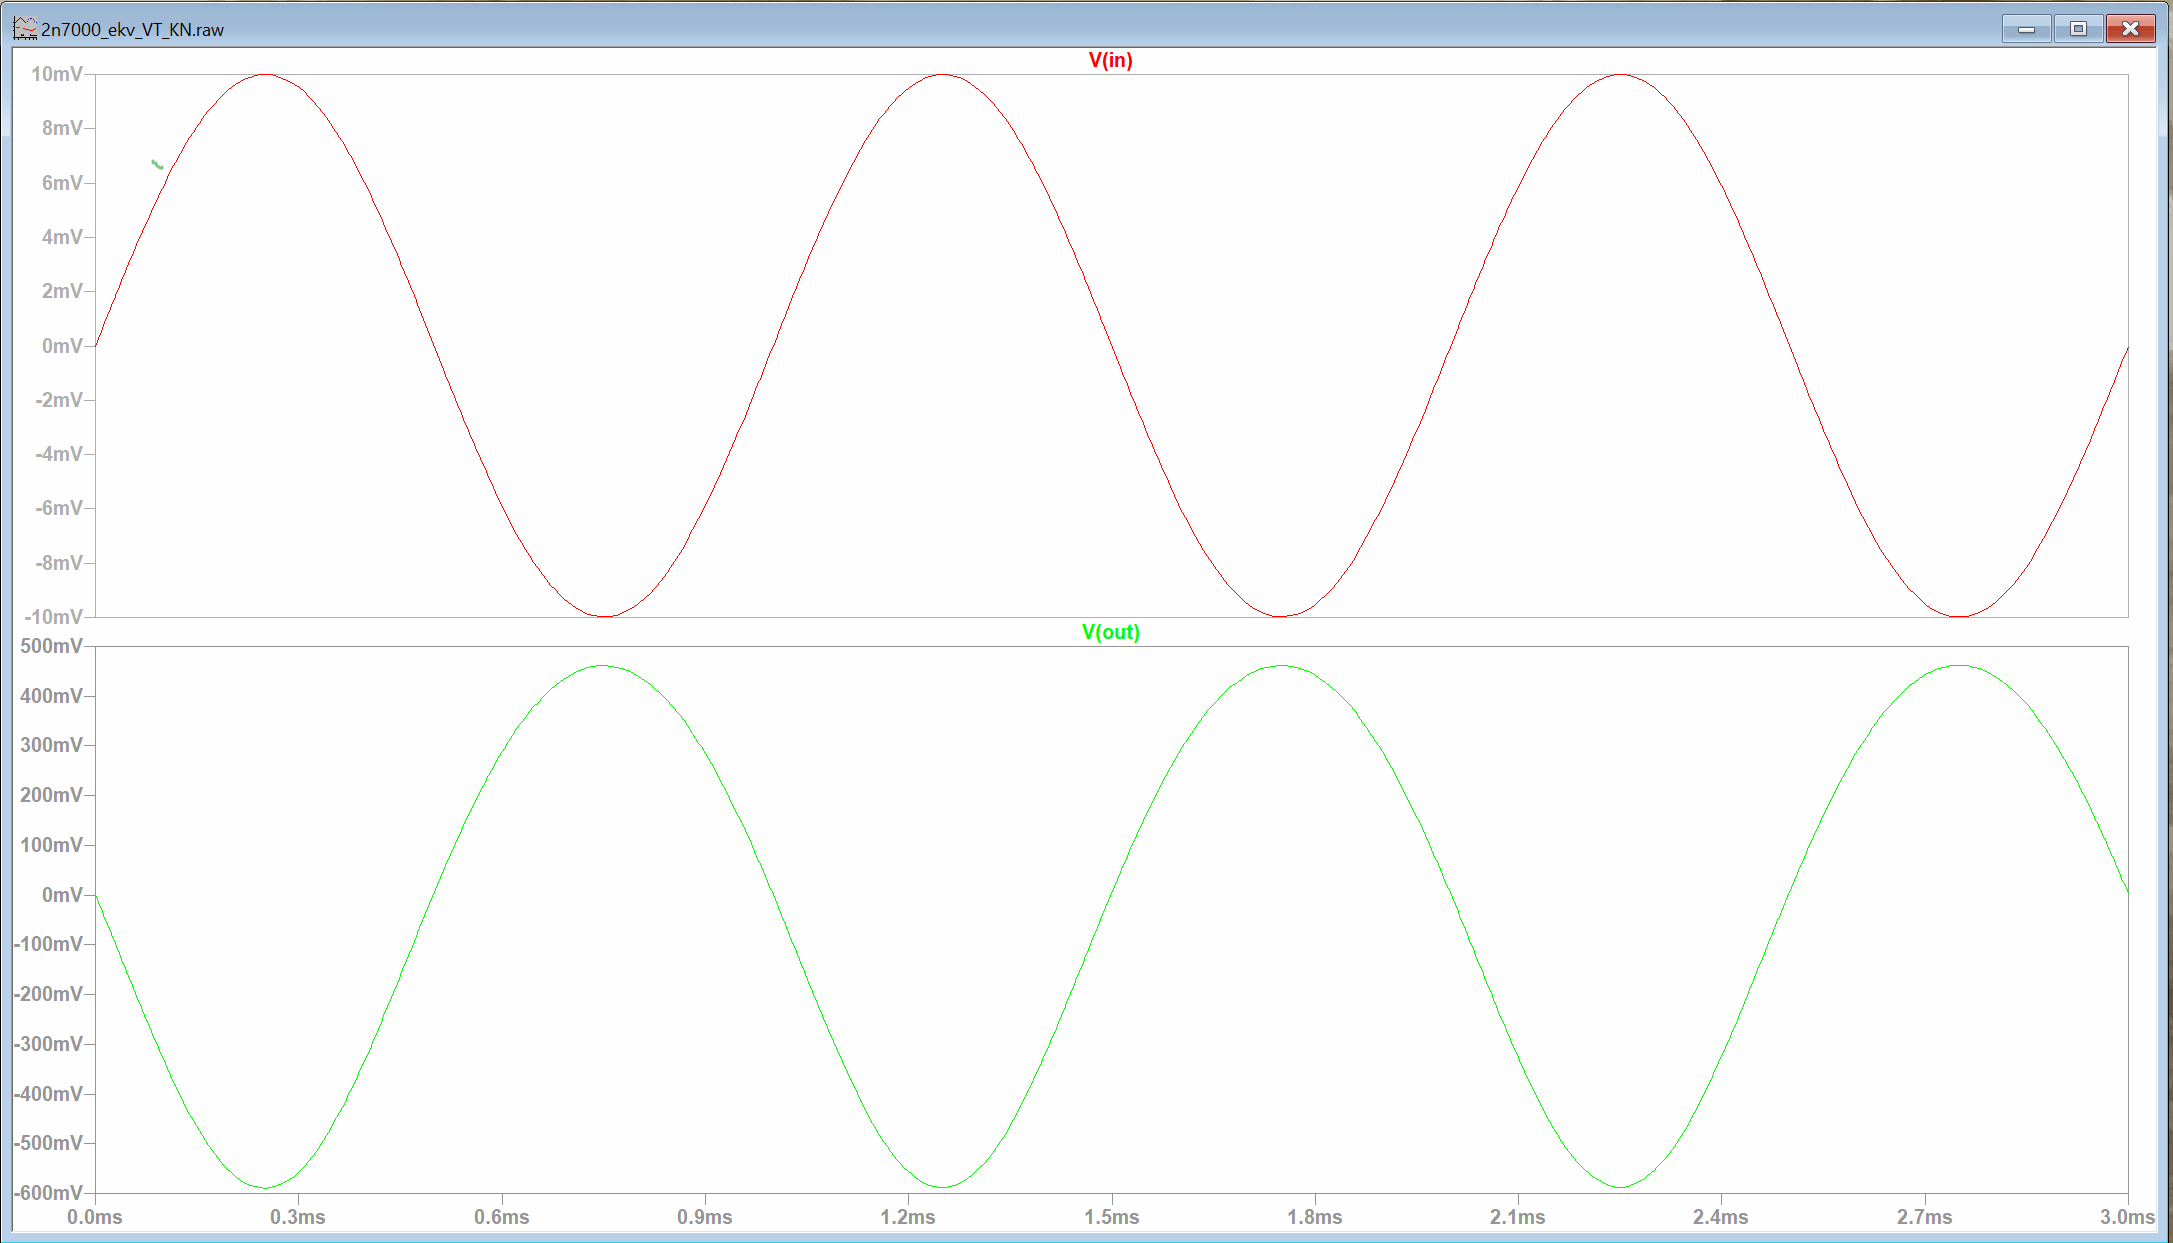 2n7000_ekv_VT_KN.raw
V(in)
10mV
8mV
6mV
4mV
2mV
0mV
-2mV
-4mV
-6mV
-8mV
-10mV
V(out)
500mV
400mV
300mV
200mV
100mV
0mV
-100mV
-200mV
-300mV
-400mV
-500mV
-600mV
0.0ms 0.3ms 0.6ms 0.9ms 1.2ms 1.5ms 1.8ms 2.1ms 2.4ms 2.7ms 3.0ms